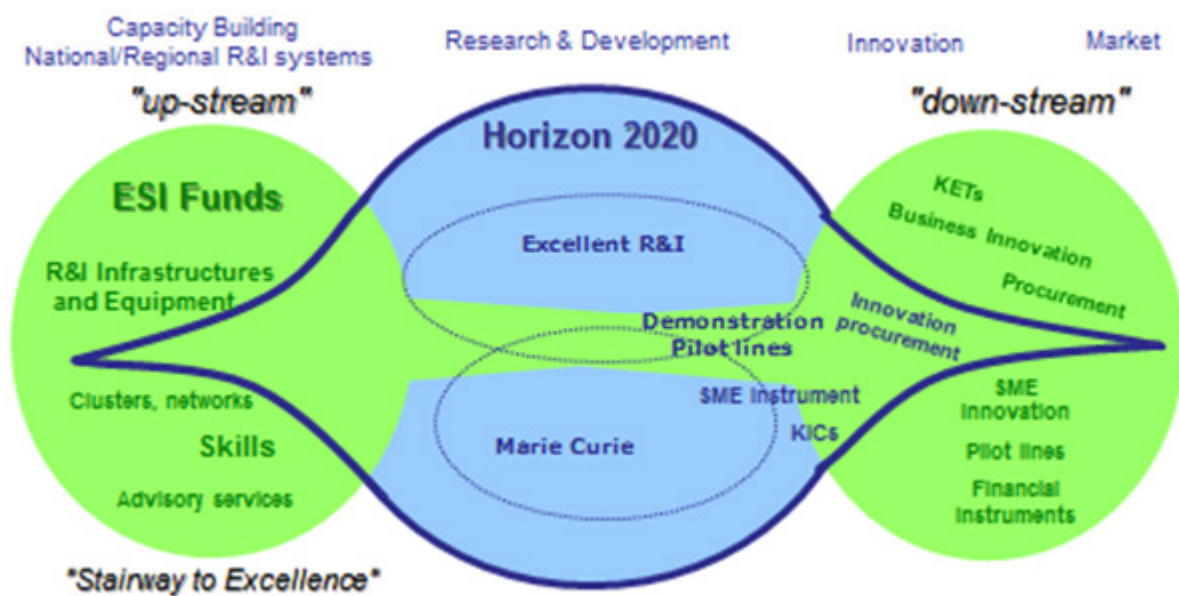 Capacity Building
National/Regional R&I systems
Research & Development
Innovation
Market
"up-stream"
"down-stream"
Horizon 2020
ESI Funds
KETs
Business Innovation
Procurement
Excellent R&I
R&I Infrastructures
and Equipment
Innovation
procurement
Demonstration
Pilot lines
Clusters, networks
SME Instrument
SME
Innovation
KICs
Skills
Marie Curie
Pilot lines
Advisory services
Financial
Instruments
"Stairway to Excellence"